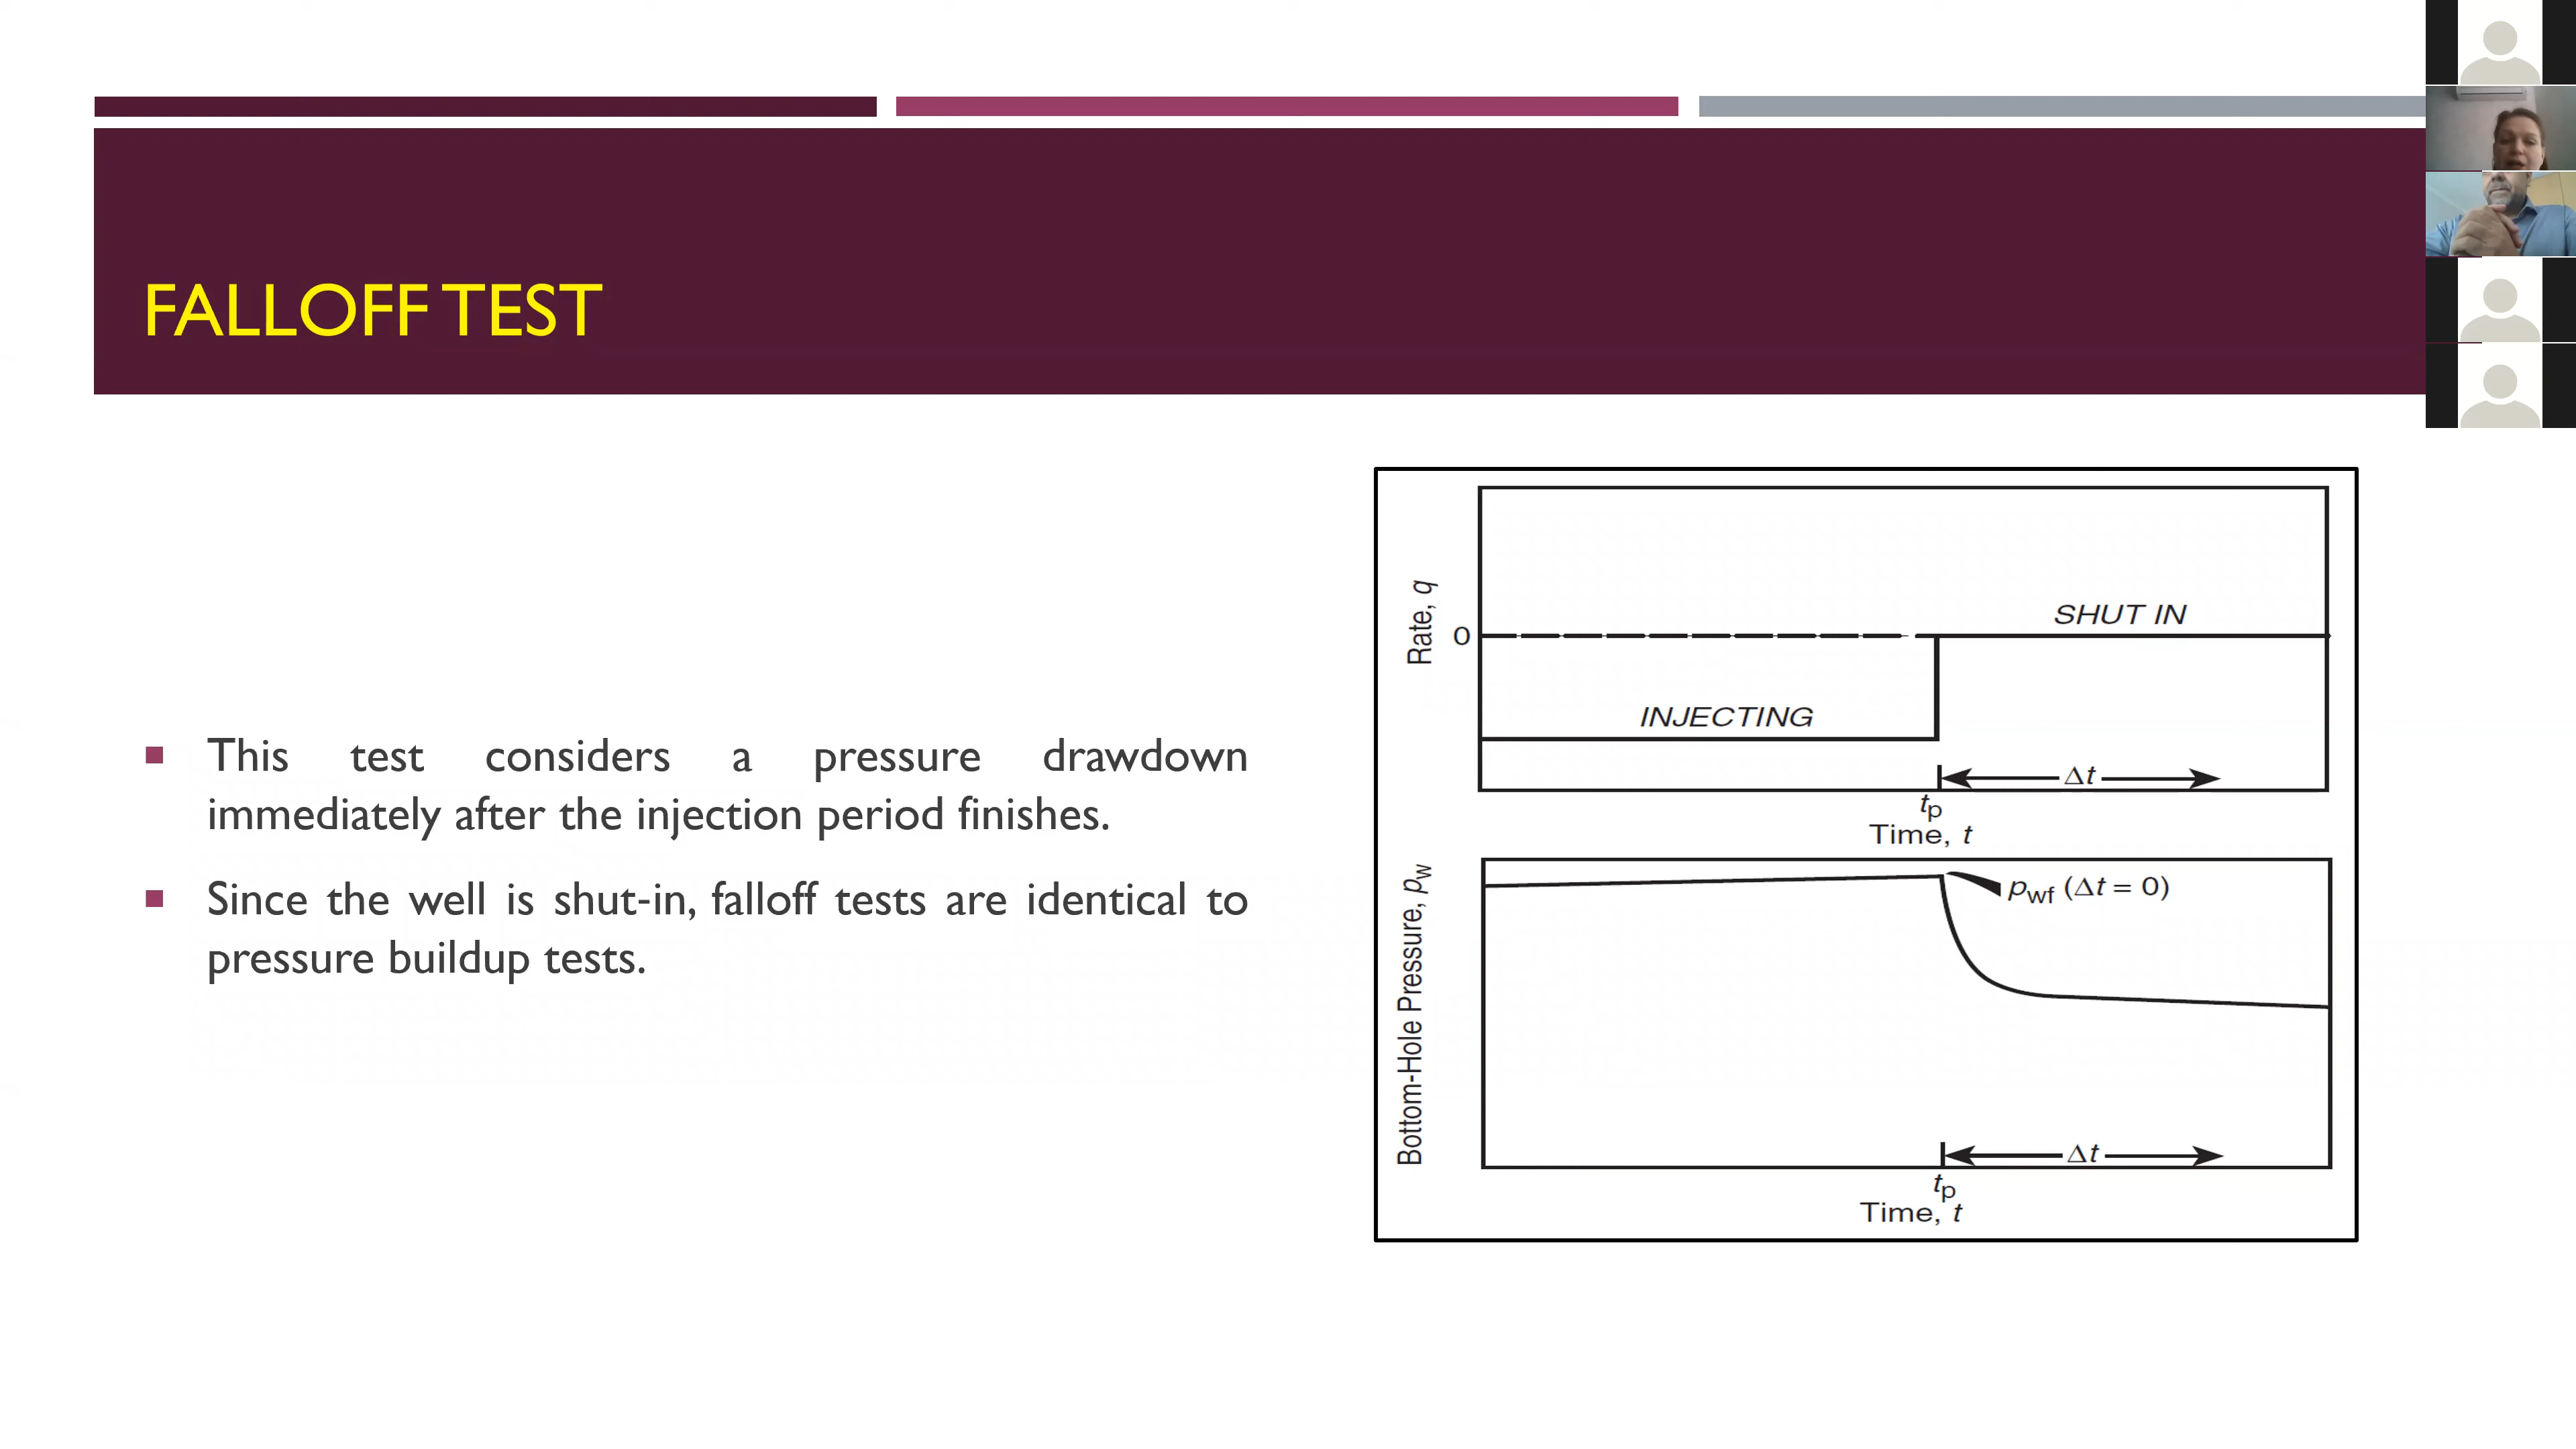 FALLOFF TEST
This test considers a pressure drawdown
immediately after the injection period finishes.
Since the well is shut-in, falloff tests are identical to
pressure buildup tests.
Rate, q
0
SHUT IN
INJECTING
Δt
tp
Time, t
Bottom-Hole Pressure, pw
pwf (Δt = 0)
Δt
tp
Time, t